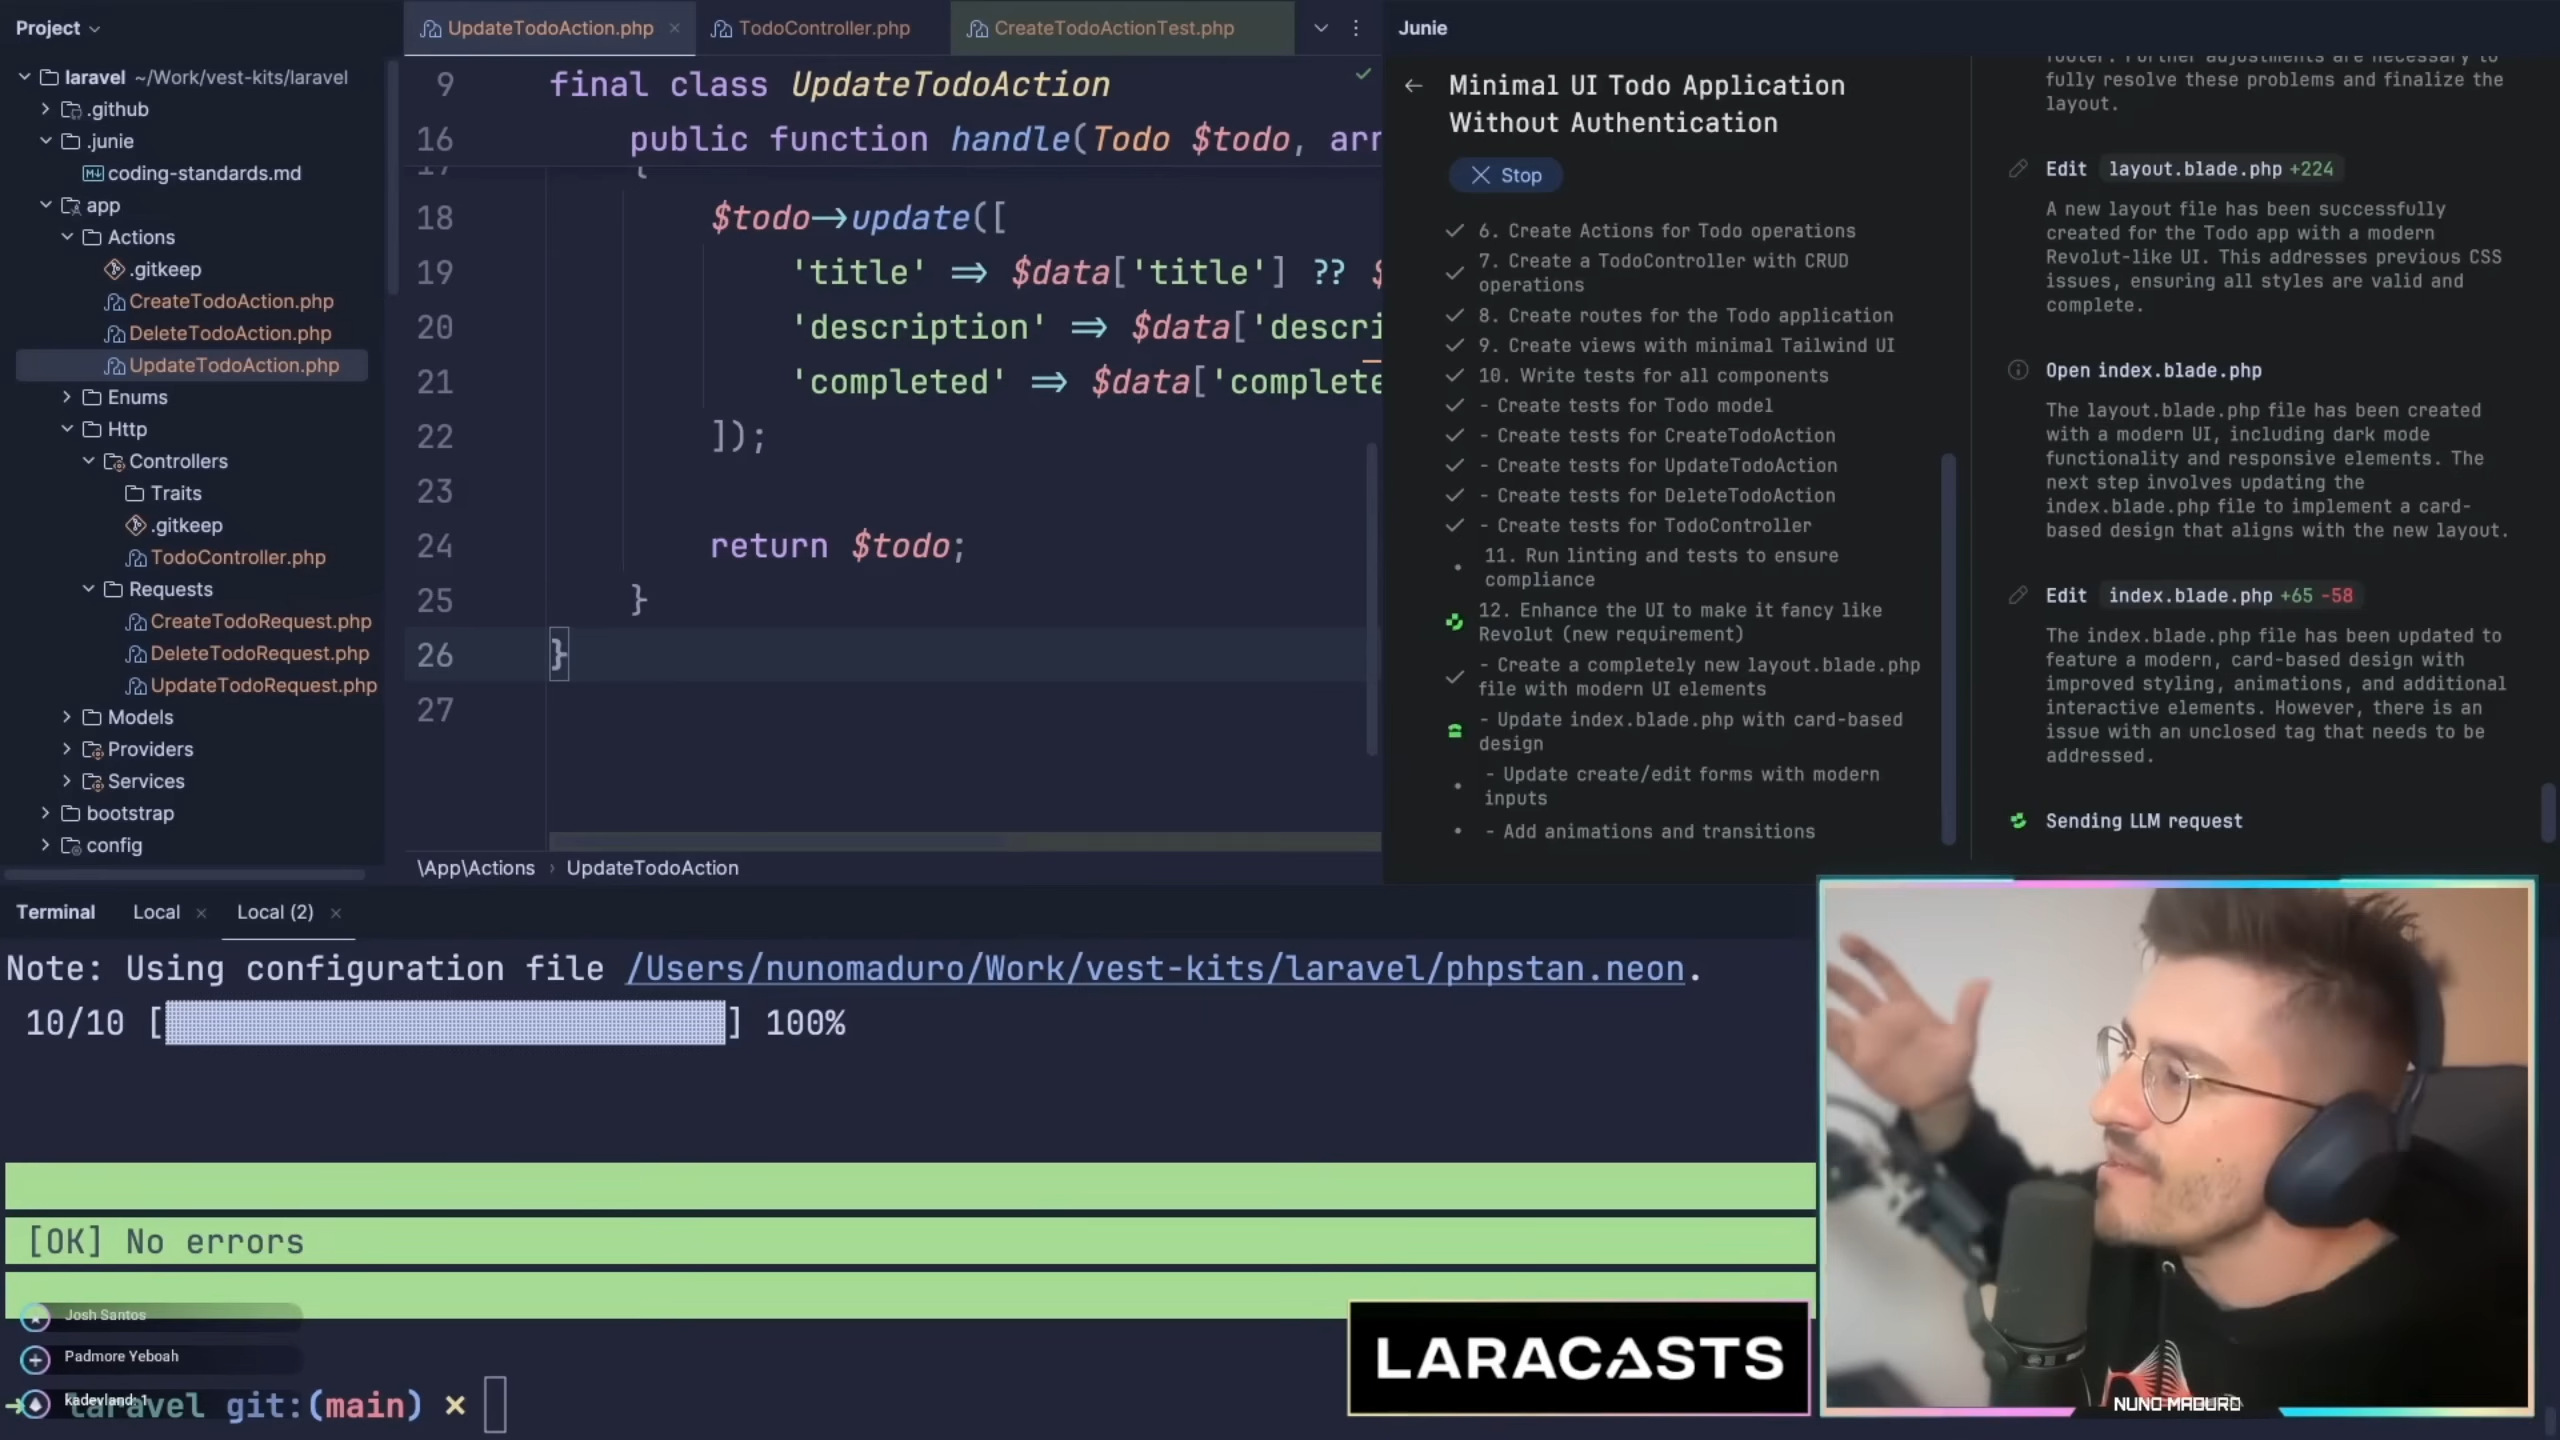 Project
laravel ~/Work/vest-kits/laravel
.github
.junie
coding-standards.md
app
Actions
.gitkeep
CreateTodoAction.php
DeleteTodoAction.php
UpdateTodoAction.php
Enums
Http
Controllers
Traits
.gitkeep
TodoController.php
Requests
CreateTodoRequest.php
DeleteTodoRequest.php
UpdateTodoRequest.php
Models
Providers
Services
bootstrap
config
UpdateTodoAction.php
TodoController.php
CreateTodoActionTest.php
9 final class UpdateTodoAction
16 public function handle(Todo $todo, arr
17 {
18 $todo->update([
19 'title' => $data['title'] ?? $
20 'description' => $data['descri
21 'completed' => $data['complete
22 ]);
23
24 return $todo;
25 }
26 }
27
\App\Actions › UpdateTodoAction
Junie
Minimal UI Todo Application
Without Authentication
Stop
6. Create Actions for Todo operations
7. Create a TodoController with CRUD
operations
8. Create routes for the Todo application
9. Create views with minimal Tailwind UI
10. Write tests for all components
- Create tests for Todo model
- Create tests for CreateTodoAction
- Create tests for UpdateTodoAction
- Create tests for DeleteTodoAction
- Create tests for TodoController
11. Run linting and tests to ensure
compliance
12. Enhance the UI to make it fancy like
Revolut (new requirement)
- Create a completely new layout.blade.php
file with modern UI elements
- Update index.blade.php with card-based
design
- Update create/edit forms with modern
inputs
- Add animations and transitions
footer. Further adjustments are necessary to
fully resolve these problems and finalize the
layout.
Edit layout.blade.php +224
A new layout file has been successfully
created for the Todo app with a modern
Revolut-like UI. This addresses previous CSS
issues, ensuring all styles are valid and
complete.
Open index.blade.php
The layout.blade.php file has been created
with a modern UI, including dark mode
functionality and responsive elements. The
next step involves updating the
index.blade.php file to implement a card-
based design that aligns with the new layout.
Edit index.blade.php +65 -58
The index.blade.php file has been updated to
feature a modern, card-based design with
improved styling, animations, and additional
interactive elements. However, there is an
issue with an unclosed tag that needs to be
addressed.
Sending LLM request
Terminal Local Local (2)
Note: Using configuration file /Users/nunomaduro/Work/vest-kits/laravel/phpstan.neon.
10/10 [ ] 100%
[OK] No errors
Josh Santos
Padmore Yeboah
kadevland: 1
laravel git:(main) ×
LARACASTS
NUNO MADURO